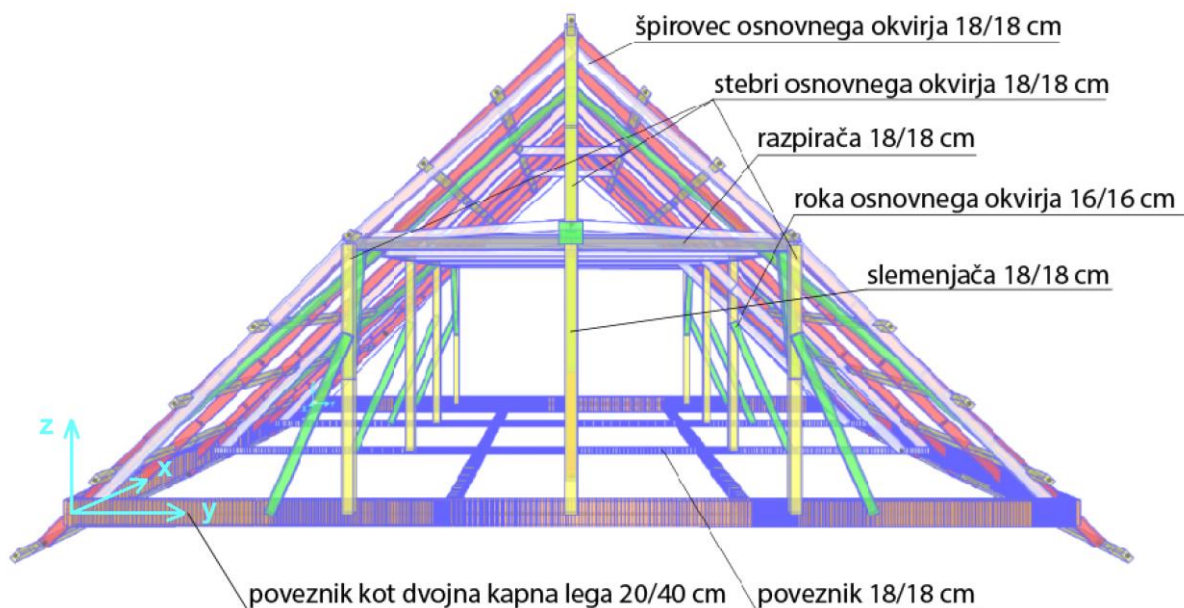 špirovec osnovnega okvirja 18/18 cm
stebri osnovnega okvirja 18/18 cm
razpirača 18/18 cm
roka osnovnega okvirja 16/16 cm
slemenjača 18/18 cm
z
x
y
poveznik kot dvojna kapna lega 20/40 cm
poveznik 18/18 cm